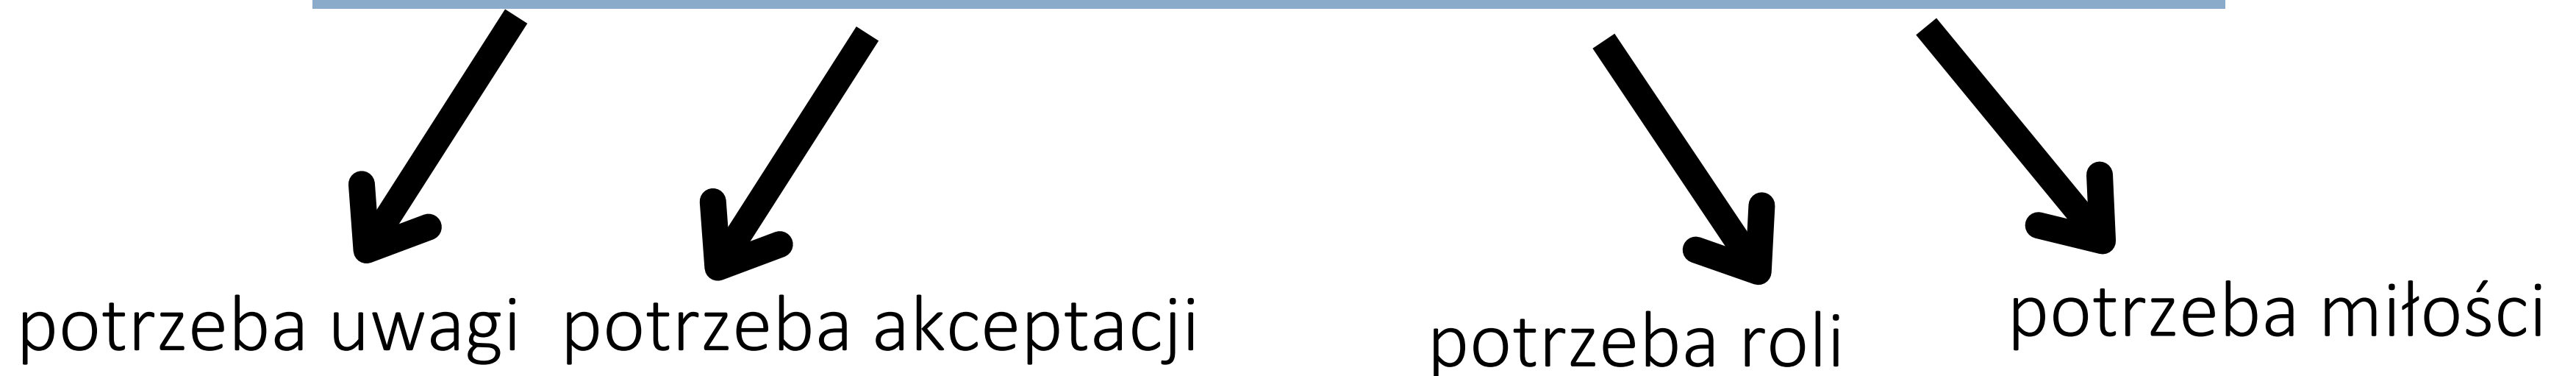 potrzeba uwagi
potrzeba akceptacji
potrzeba roli
potrzeba miłości